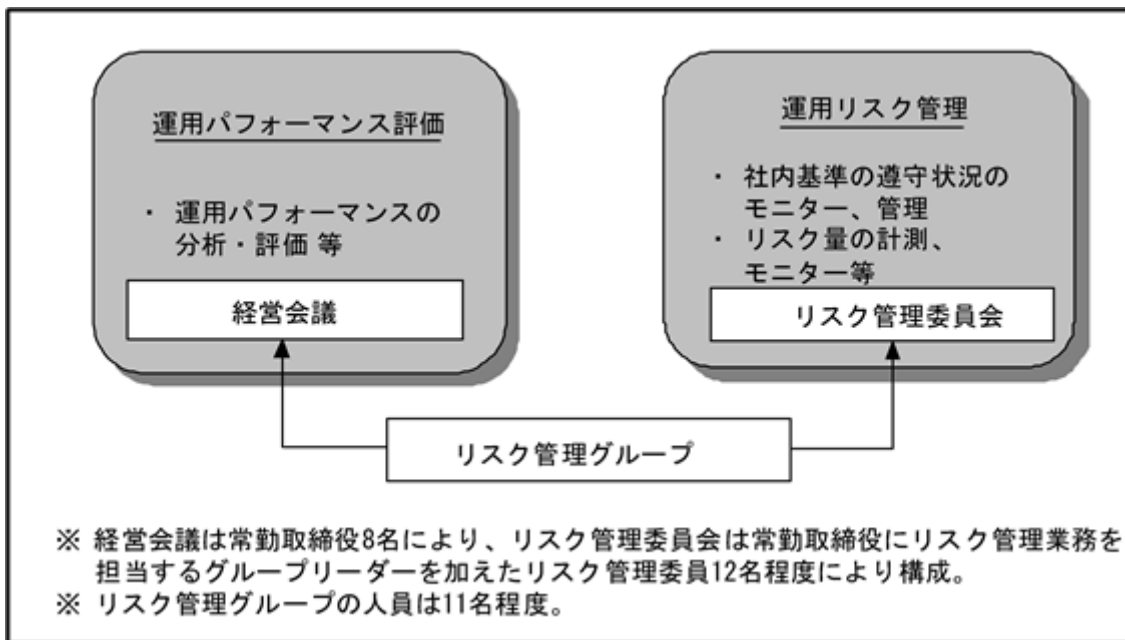 運用パフォーマンス評価
・ 運用パフォーマンスの
分析・評価 等
経営会議
運用リスク管理
・ 社内基準の遵守状況の
モニター、管理
・ リスク量の計測、
モニター等
リスク管理委員会
リスク管理グループ
※ 経営会議は常勤取締役8名により、リスク管理委員会は常勤取締役にリスク管理業務を
担当するグループリーダーを加えたリスク管理委員12名程度により構成。
※ リスク管理グループの人員は11名程度。